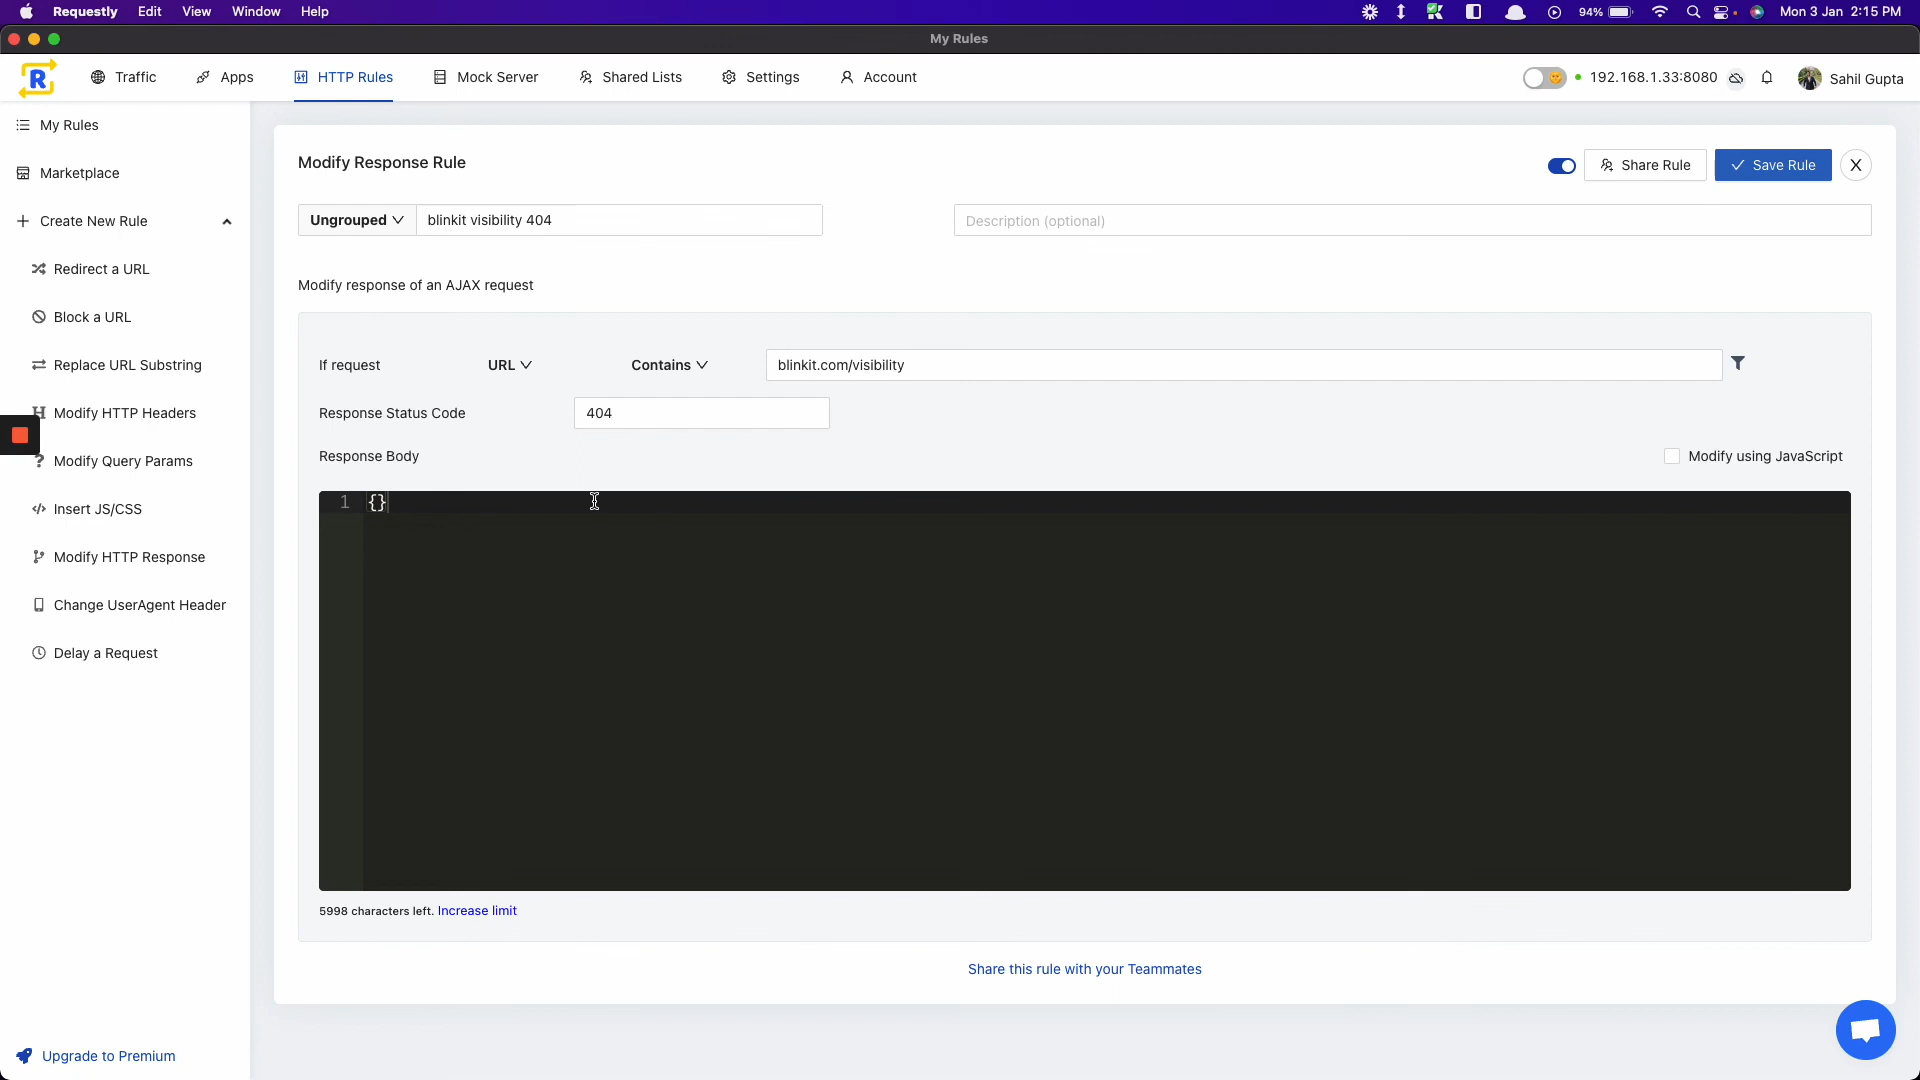 Requestly Edit View Window Help 94% Mon 3 Jan 2:15 PM
My Rules
R Traffic Apps HTTP Rules Mock Server Shared Lists Settings Account 192.168.1.33:8080 Sahil Gupta
My Rules
Marketplace
Create New Rule
Redirect a URL
Block a URL
Replace URL Substring
Modify HTTP Headers
Modify Query Params
Insert JS/CSS
Modify HTTP Response
Change UserAgent Header
Delay a Request
Upgrade to Premium
Modify Response Rule
Share Rule
Save Rule
X
Ungrouped blinkit visibility 404
Description (optional)
Modify response of an AJAX request
If request URL Contains blinkit.com/visibility
Response Status Code 404
Response Body Modify using JavaScript
1 {}
5998 characters left. Increase limit
Share this rule with your Teammates